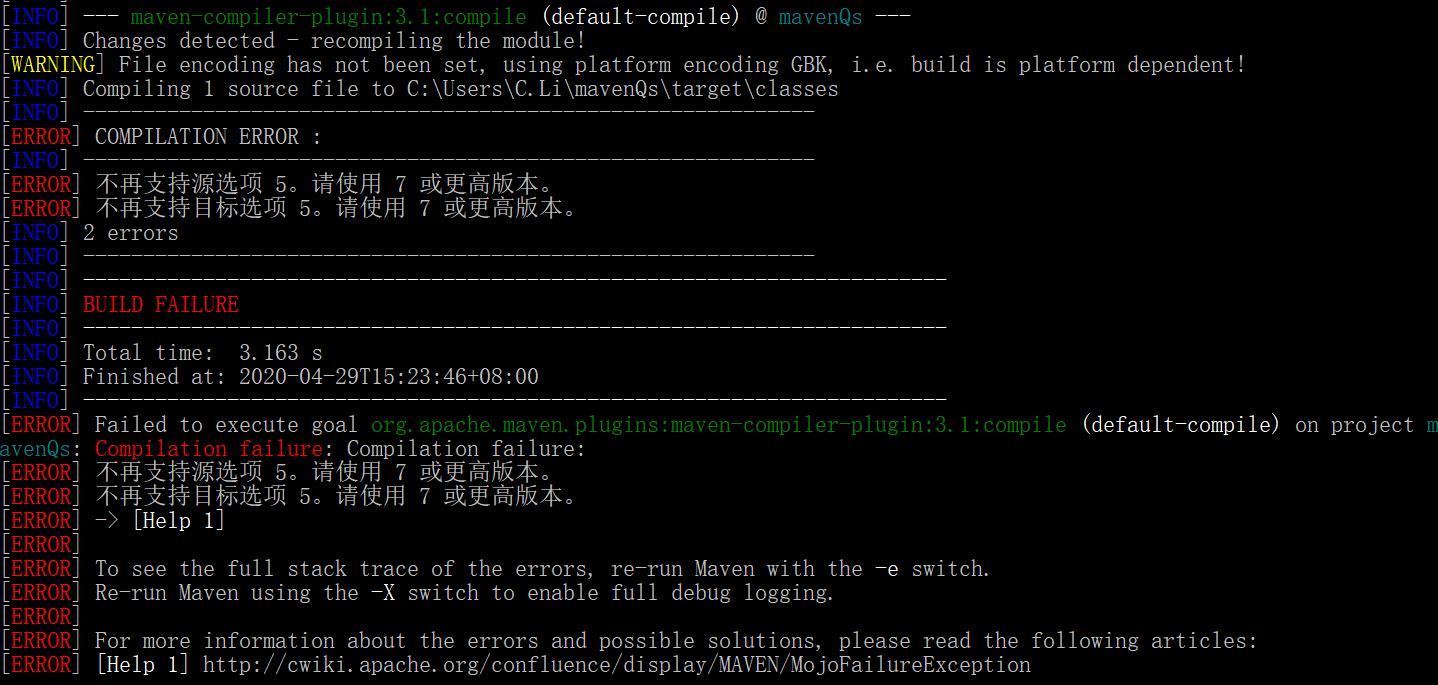 [INFO] --- maven-compiler-plugin:3.1:compile (default-compile) @ mavenQs ---
[INFO] Changes detected - recompiling the module!
[WARNING] File encoding has not been set, using platform encoding GBK, i.e. build is platform dependent!
[INFO] Compiling 1 source file to C:\Users\C.Li\mavenQs\target\classes
[INFO] -------------------------------------------------------------
[ERROR] COMPILATION ERROR :
[INFO] -------------------------------------------------------------
[ERROR] 不再支持源选项 5。请使用 7 或更高版本。
[ERROR] 不再支持目标选项 5。请使用 7 或更高版本。
[INFO] 2 errors
[INFO] -------------------------------------------------------------
[INFO] ------------------------------------------------------------------------
[INFO] BUILD FAILURE
[INFO] ------------------------------------------------------------------------
[INFO] Total time:  3.163 s
[INFO] Finished at: 2020-04-29T15:23:46+08:00
[INFO] ------------------------------------------------------------------------
[ERROR] Failed to execute goal org.apache.maven.plugins:maven-compiler-plugin:3.1:compile (default-compile) on project m
avenQs: Compilation failure: Compilation failure:
[ERROR] 不再支持源选项 5。请使用 7 或更高版本。
[ERROR] 不再支持目标选项 5。请使用 7 或更高版本。
[ERROR] -> [Help 1]
[ERROR]
[ERROR] To see the full stack trace of the errors, re-run Maven with the -e switch.
[ERROR] Re-run Maven using the -X switch to enable full debug logging.
[ERROR]
[ERROR] For more information about the errors and possible solutions, please read the following articles:
[ERROR] [Help 1] http://cwiki.apache.org/confluence/display/MAVEN/MojoFailureException